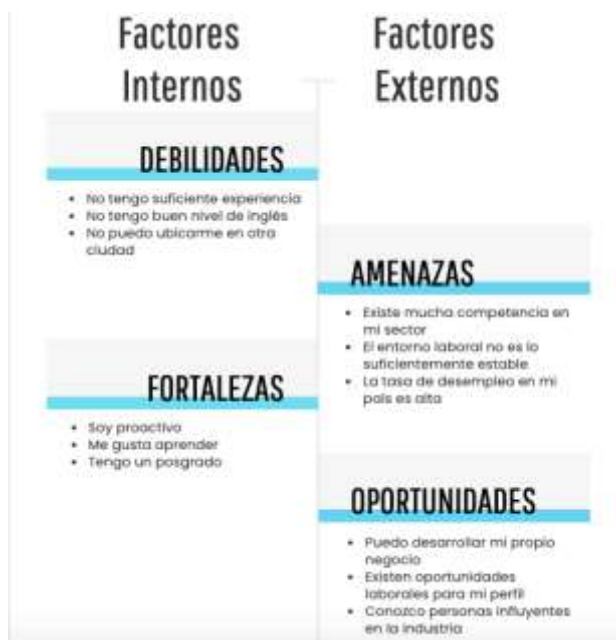 Factores
Internos
Factores
Externos
DEBILIDADES
• No tengo suficiente experiencia
• No tengo buen nivel de inglés
• No puedo ubicarme en otra
ciudad
AMENAZAS
• Existe mucha competencia en
mi sector
• El entorno laboral no es lo
suficientemente estable
• La tasa de desempleo en mi
país es alta
FORTALEZAS
• Soy proactivo
• Me gusta aprender
• Tengo un posgrado
OPORTUNIDADES
• Puedo desarrollar mi propio
negocio
• Existen oportunidades
laborales para mi perfil
• Conozco personas influyentes
en la industria